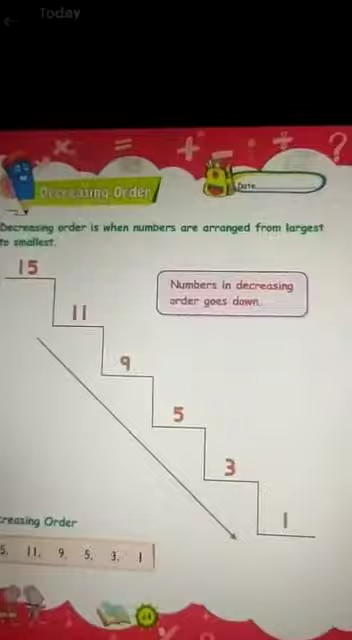 Today
Decreasing Order
Date
Decreasing order is when numbers are arranged from largest
to smallest.
15
Numbers in decreasing
order goes down.
11
9
5
3
1
creasing Order
5, 11, 9, 5, 3, 1